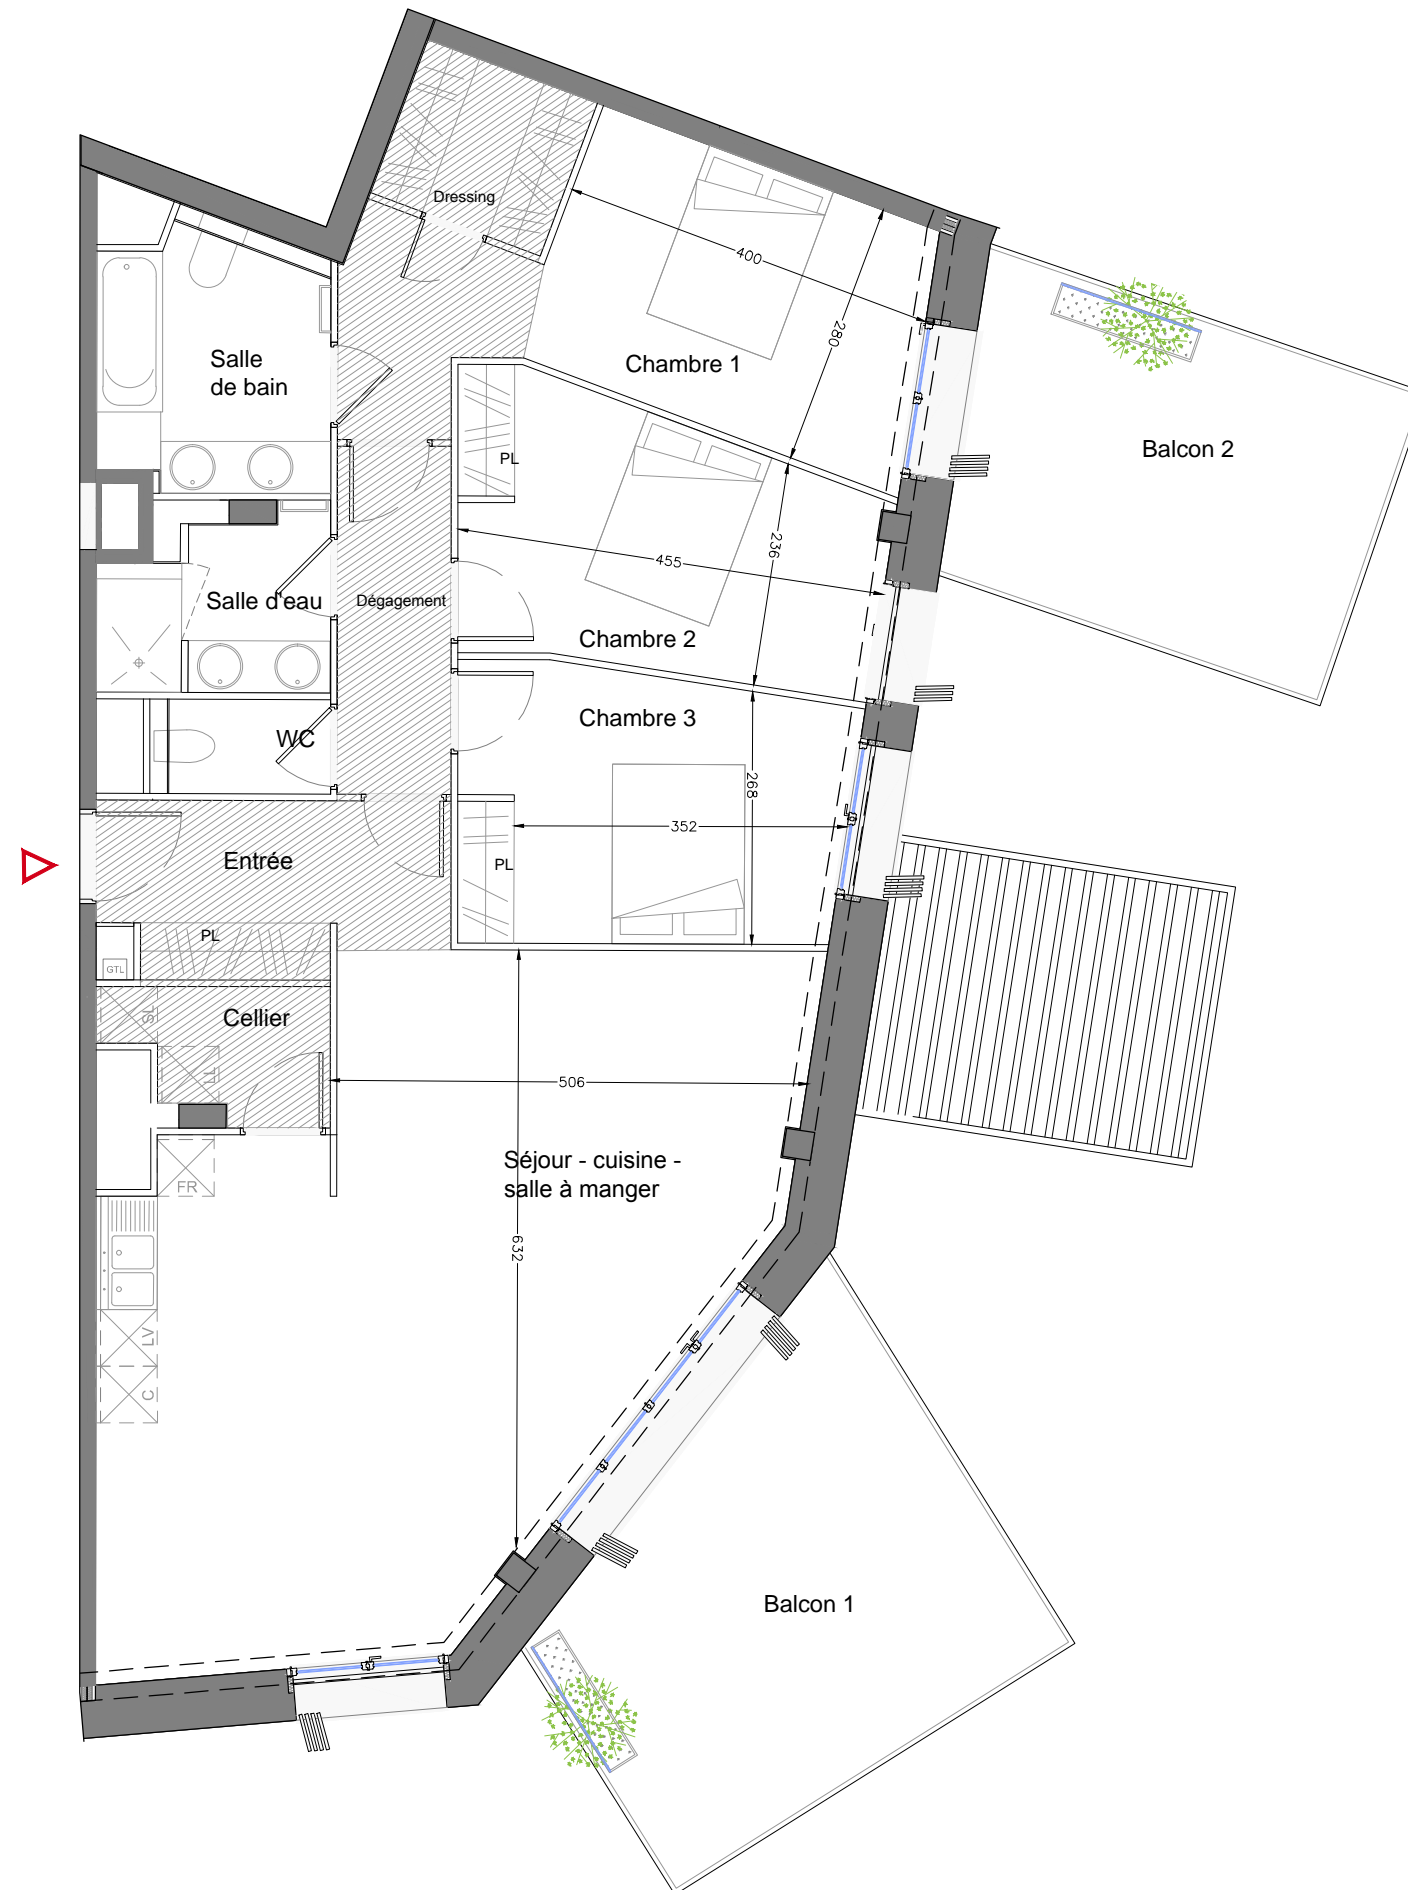 Dressing
400
280
Salle
de bain
Chambre 1
Balcon 2
PL
236
455
Salle d'eau
Dégagement
Chambre 2
Chambre 3
WC
268
352
Entrée
PL
PL
GTL
SL
Cellier
LL
506
Séjour - cuisine -
salle à manger
FR
632
LV
C
Balcon 1